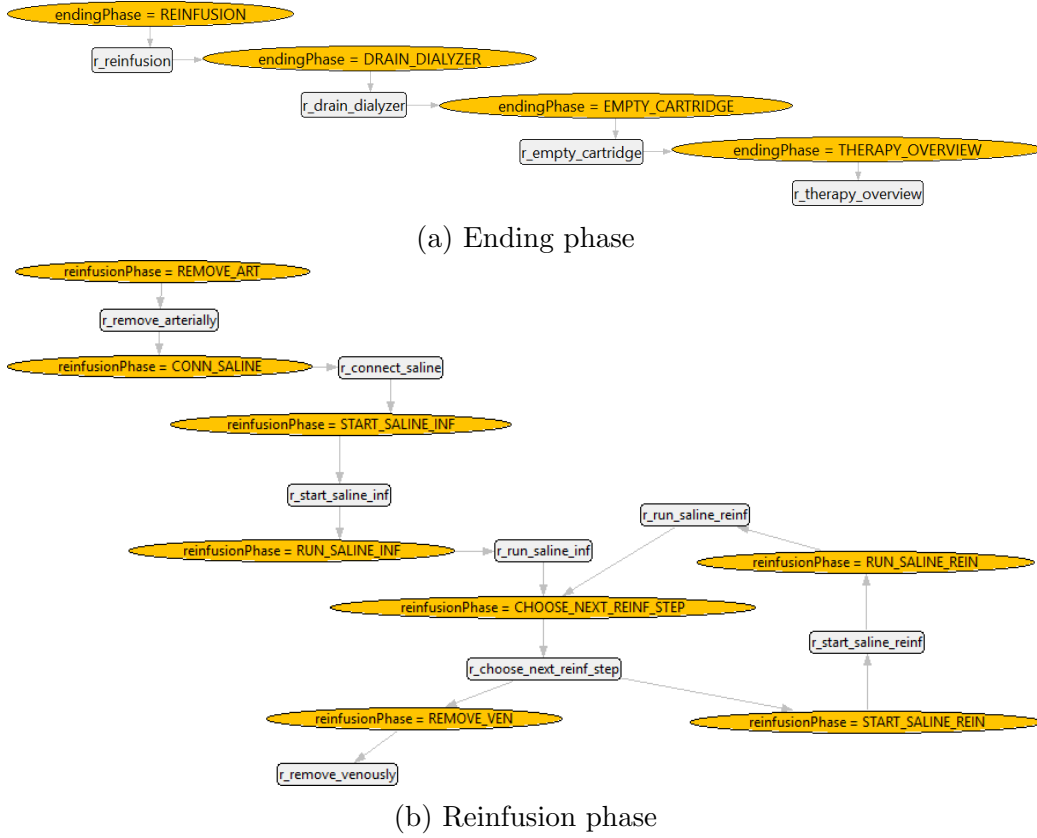 endingPhase = REINFUSION
r_reinfusion
endingPhase = DRAIN_DIALYZER
r_drain_dialyzer
endingPhase = EMPTY_CARTRIDGE
r_empty_cartridge
endingPhase = THERAPY_OVERVIEW
r_therapy_overview
(a) Ending phase
reinfusionPhase = REMOVE_ART
r_remove_arterially
reinfusionPhase = CONN_SALINE
r_connect_saline
reinfusionPhase = START_SALINE_INF
r_start_saline_inf
r_run_saline_reinf
reinfusionPhase = RUN_SALINE_INF
r_run_saline_inf
reinfusionPhase = RUN_SALINE_REIN
reinfusionPhase = CHOOSE_NEXT_REINF_STEP
r_start_saline_reinf
r_choose_next_reinf_step
reinfusionPhase = REMOVE_VEN
reinfusionPhase = START_SALINE_REIN
r_remove_venously
(b) Reinfusion phase